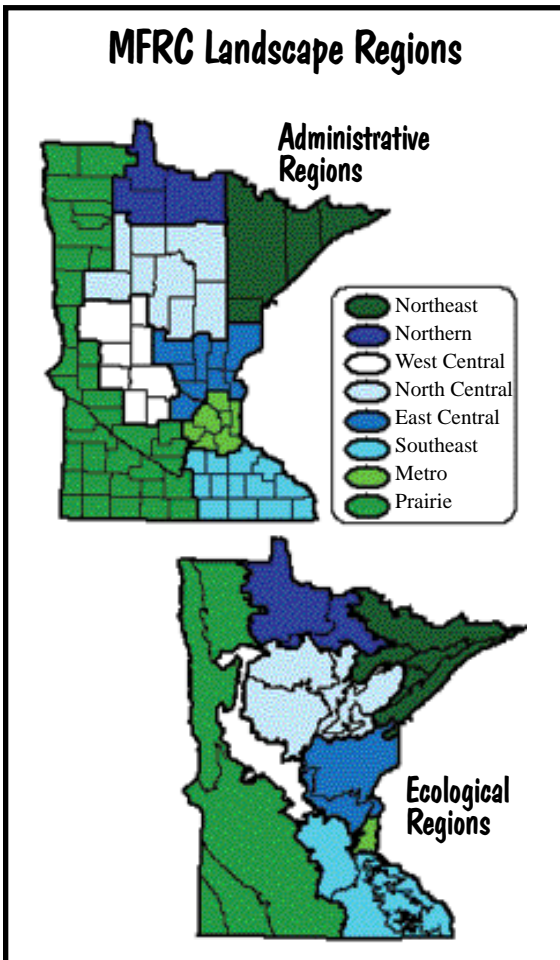 MFRC Landscape Regions
Administrative
Regions
Northeast
Northern
West Central
North Central
East Central
Southeast
Metro
Prairie
Ecological
Regions